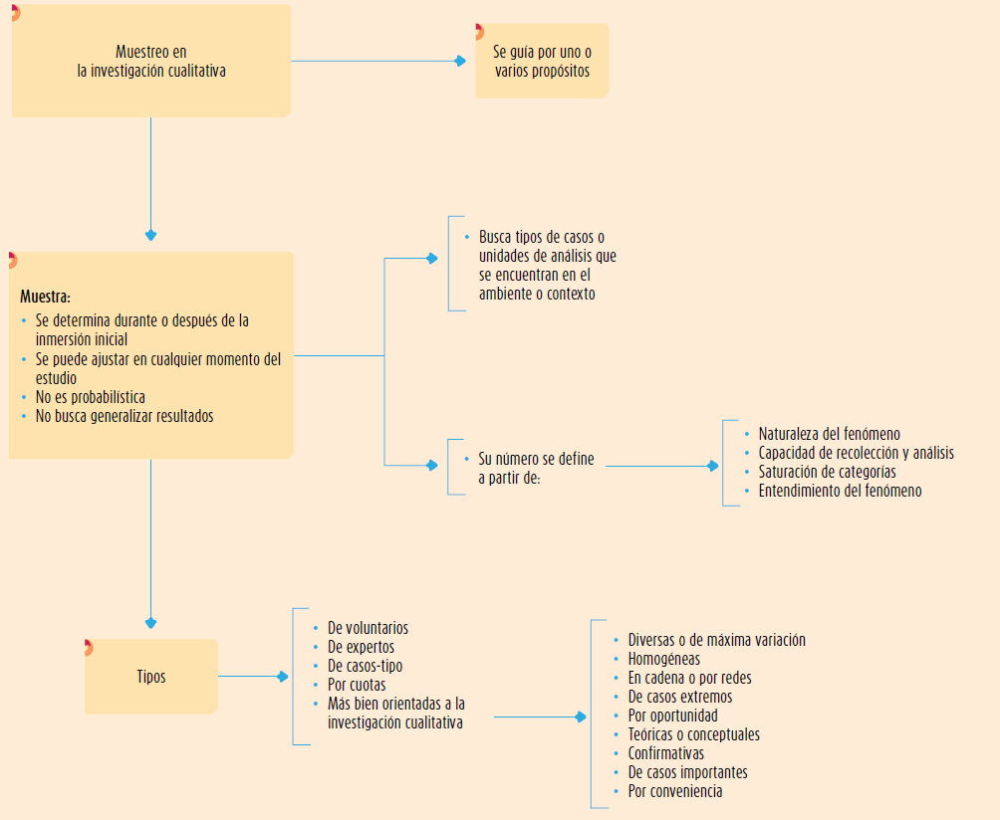 Muestreo en
la investigación cualitativa
Se guía por uno o
varios propósitos
Muestra:
• Se determina durante o después de la
inmersión inicial
• Se puede ajustar en cualquier momento del
estudio
• No es probabilística
• No busca generalizar resultados
• Busca tipos de casos o
unidades de análisis que
se encuentran en el
ambiente o contexto
• Su número se define
a partir de:
• Naturaleza del fenómeno
• Capacidad de recolección y análisis
• Saturación de categorías
• Entendimiento del fenómeno
Tipos
• De voluntarios
• De expertos
• De casos-tipo
• Por cuotas
• Más bien orientadas a la
investigación cualitativa
• Diversas o de máxima variación
• Homogéneas
• En cadena o por redes
• De casos extremos
• Por oportunidad
• Teóricas o conceptuales
• Confirmativas
• De casos importantes
• Por conveniencia